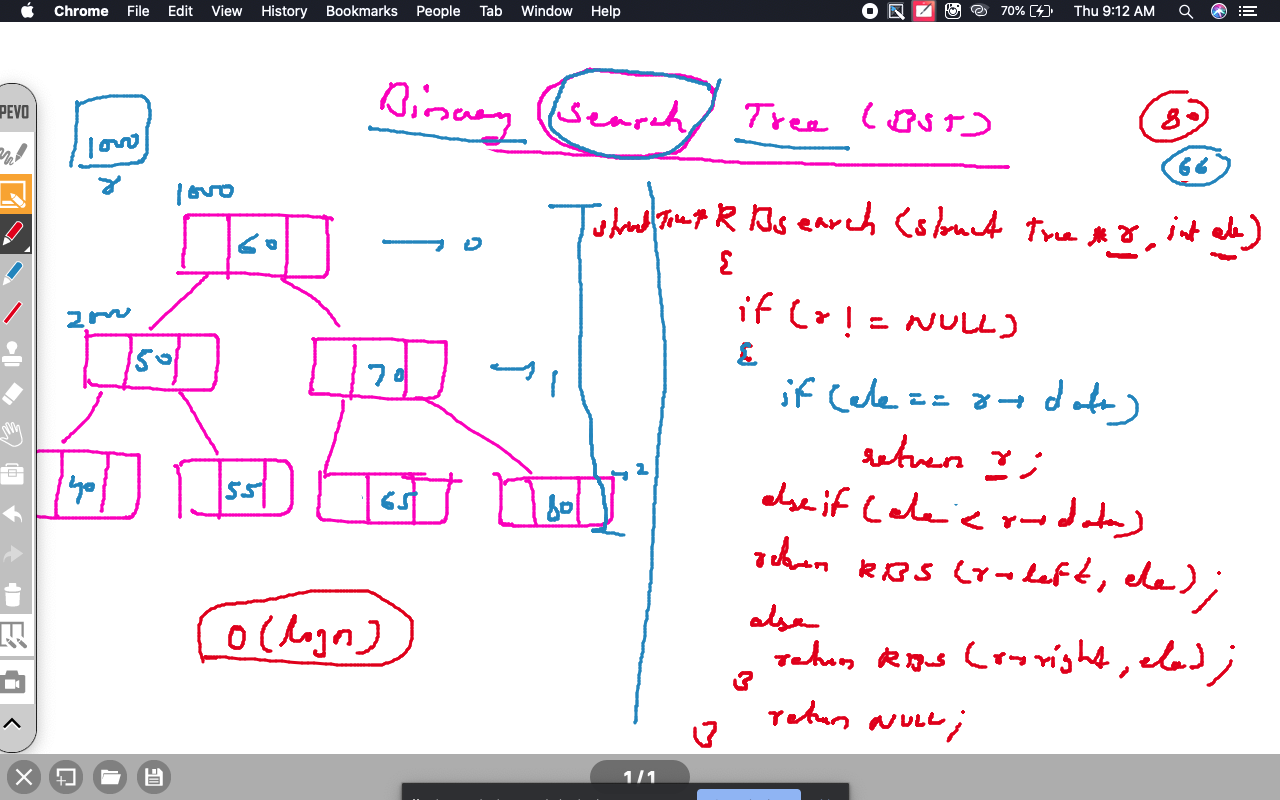 Chrome File Edit View History Bookmarks People Tab Window Help 70% Thu 9:12 AM
PEVO
Binary Search Tree (BST)
80
66
1000
r
1000
60 → 0
2000
50 70 → 1
40 55 65 80 → 2
O(logn)
struct Tree * RBSearch (struct Tree * r, int ele)
{
if (r != NULL)
{
if (ele == r→data)
return r;
else if (ele < r→data)
return RBS (r→left, ele);
else
return RBS (r→right, ele);
}
return NULL;
}
1/1